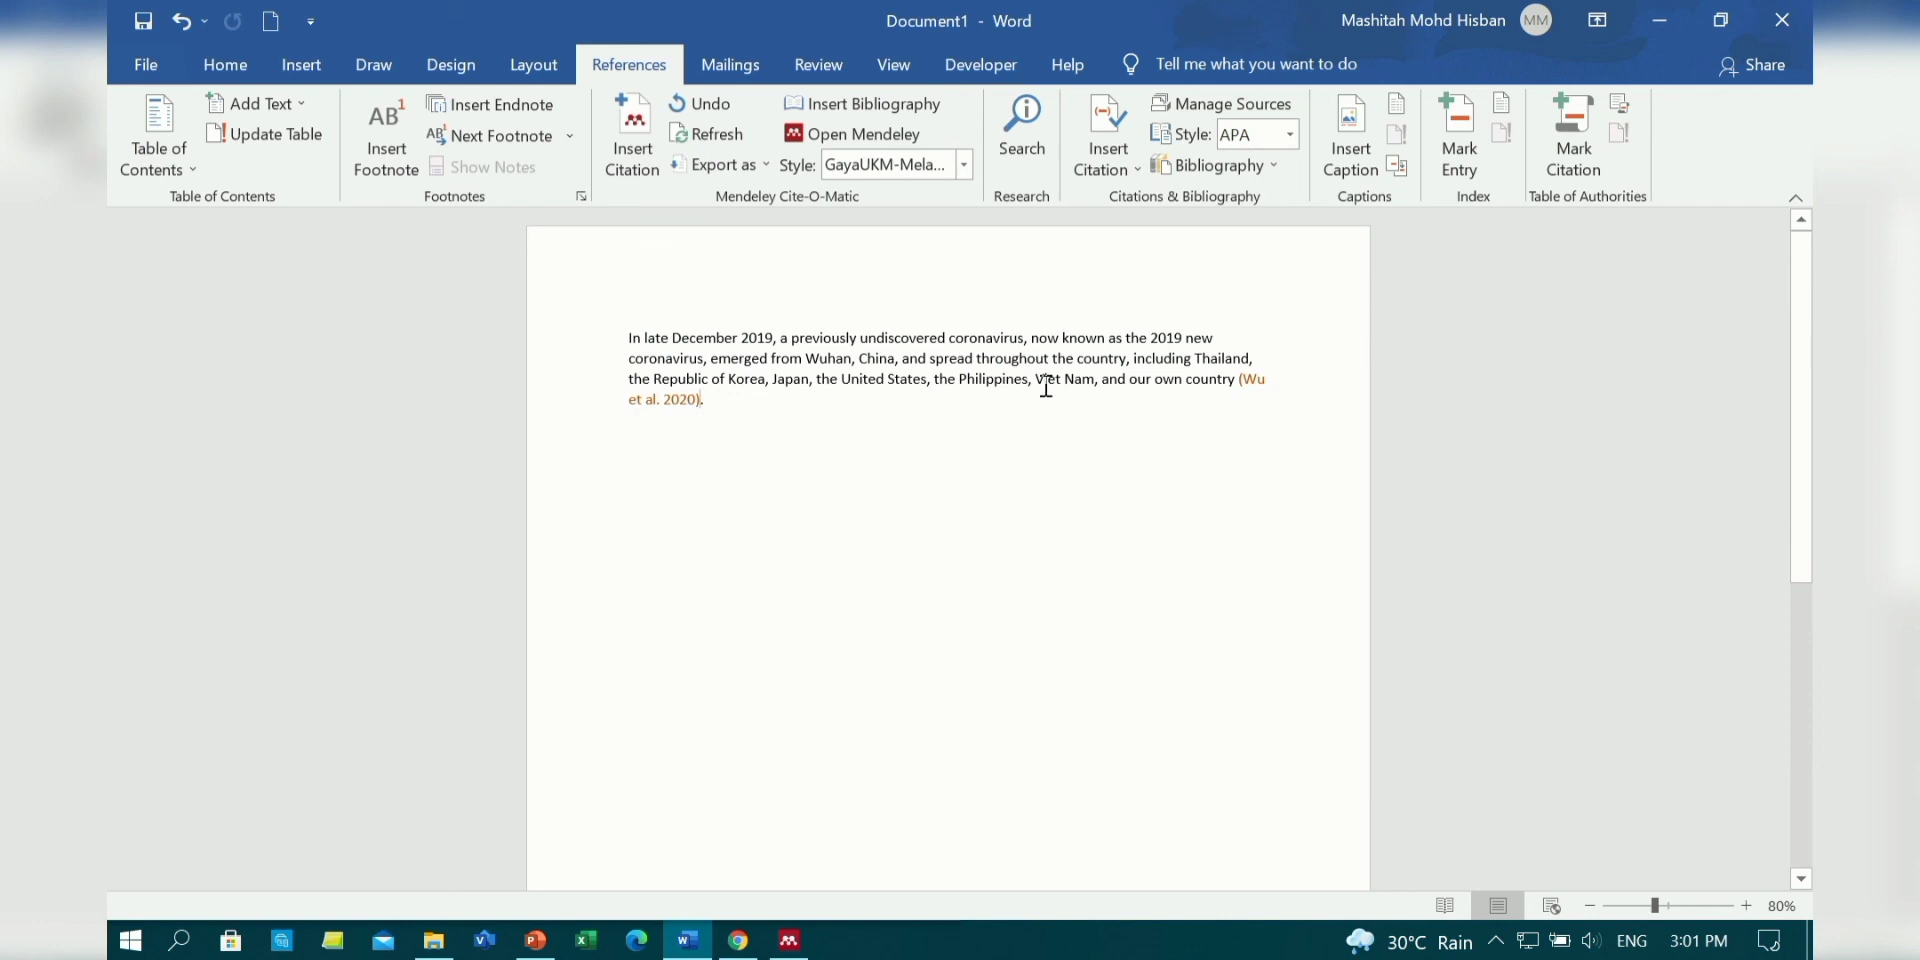 Document1 - Word
Mashitah Mohd Hisban
MM
File Home Insert Draw Design Layout References Mailings Review View Developer Help Tell me what you want to do Share
Table of Contents
Add Text
Update Table
Table of Contents
AB1 Insert Footnote
Insert Endnote
AB1 Next Footnote
Show Notes
Footnotes
Insert Citation
Undo
Refresh
Export as
Insert Bibliography
Open Mendeley
Style: GayaUKM-Mela...
Mendeley Cite-O-Matic
Search
Research
Insert Citation
Manage Sources
Style: APA
Bibliography
Citations & Bibliography
Insert Caption
Captions
Mark Entry
Index
Mark Citation
Table of Authorities
In late December 2019, a previously undiscovered coronavirus, now known as the 2019 new
coronavirus, emerged from Wuhan, China, and spread throughout the country, including Thailand,
the Republic of Korea, Japan, the United States, the Philippines, Viet Nam, and our own country (Wu
et al. 2020).
80%
30°C Rain ENG 3:01 PM